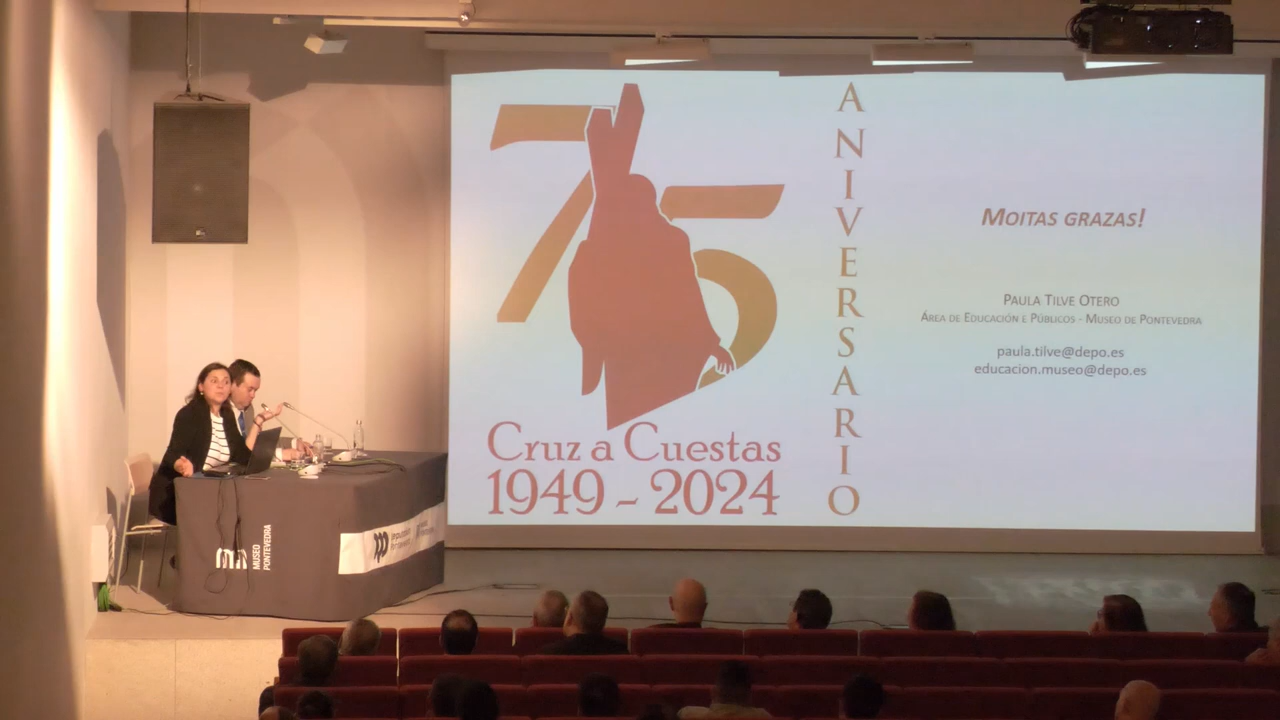 75
ANIVERSARIO
Cruz a Cuestas
1949 - 2024
MOITAS GRAZAS!
PAULA TILVE OTERO
ÁREA DE EDUCACIÓN E PÚBLICOS - MUSEO DE PONTEVEDRA
paula.tilve@depo.es
educacion.museo@depo.es
MUSEO
PONTEVEDRA